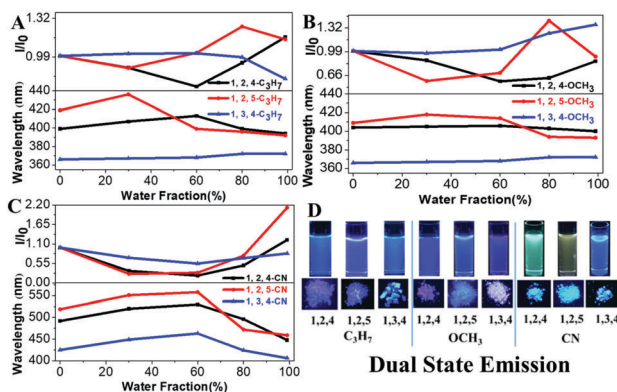 A
I/I0
1.32
0.99
1, 2, 4-C3H7
Wavelength (nm)
440
420
400
380
360
1, 2, 5-C3H7
1, 3, 4-C3H7
0 20 40 60 80 100
Water Fraction(%)
B
I/I0
1.32
0.99
0.66
1, 2, 4-OCH3
Wavelength (nm)
440
420
400
380
360
1, 2, 5-OCH3
1, 3, 4-OCH3
0 20 40 60 80 100
Water Fraction(%)
C
I/I0
2.20
1.65
1.10
0.55
0.00
1, 2, 4-CN
Wavelength (nm)
550
500
450
400
1, 2, 5-CN
1, 3, 4-CN
0 20 40 60 80 100
Water Fraction(%)
D
1,2,4 1,2,5 1,3,4 1,2,4 1,2,5 1,3,4 1,2,4 1,2,5 1,3,4
C3H7 OCH3 CN
Dual State Emission